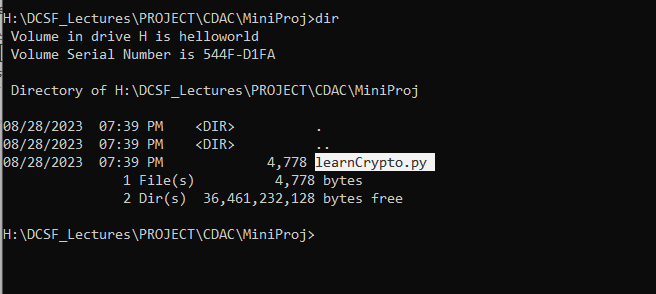 H:\DCSF_Lectures\PROJECT\CDAC\MiniProj>dir
 Volume in drive H is helloworld
 Volume Serial Number is 544F-D1FA
 Directory of H:\DCSF_Lectures\PROJECT\CDAC\MiniProj
08/28/2023  07:39 PM    <DIR>          .
08/28/2023  07:39 PM    <DIR>          ..
08/28/2023  07:39 PM             4,778 learnCrypto.py
               1 File(s)          4,778 bytes
               2 Dir(s)  36,461,232,128 bytes free
H:\DCSF_Lectures\PROJECT\CDAC\MiniProj>